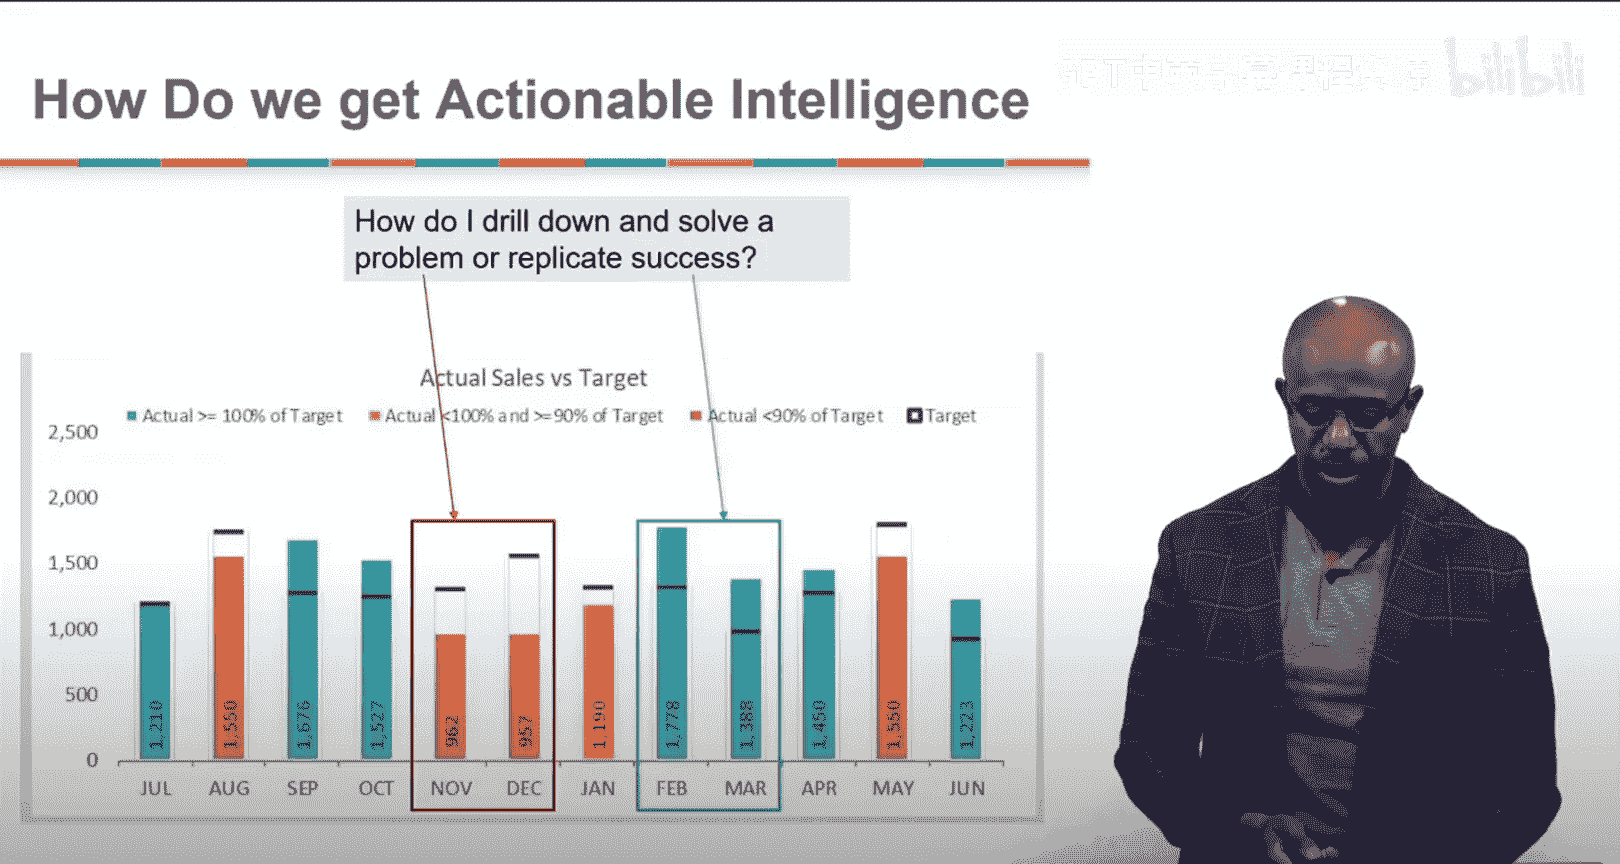 How Do we get Actionable Intelligence
bilibili
How do I drill down and solve a
problem or replicate success?
Actual Sales vs Target
Actual >= 100% of Target
Actual <100% and >=90% of Target
Actual <90% of Target
Target
2,500
2,000
1,500
1,000
500
0
1,210
1,550
1,676
1,527
962
957
1,190
1,778
1,388
1,450
1,550
1,223
JUL
AUG
SEP
OCT
NOV
DEC
JAN
FEB
MAR
APR
MAY
JUN